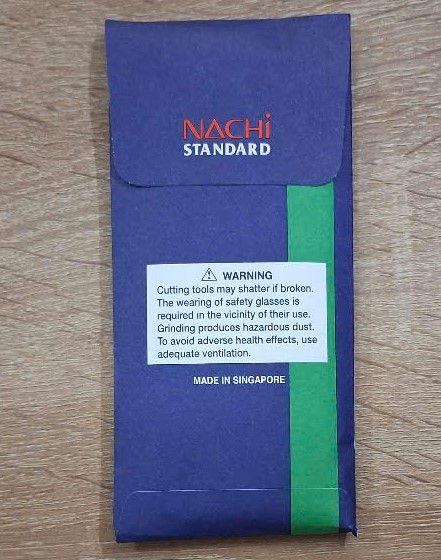 NACHi
STANDARD
⚠ WARNING
Cutting tools may shatter if broken.
The wearing of safety glasses is
required in the vicinity of their use.
Grinding produces hazardous dust.
To avoid adverse health effects, use
adequate ventilation.
MADE IN SINGAPORE